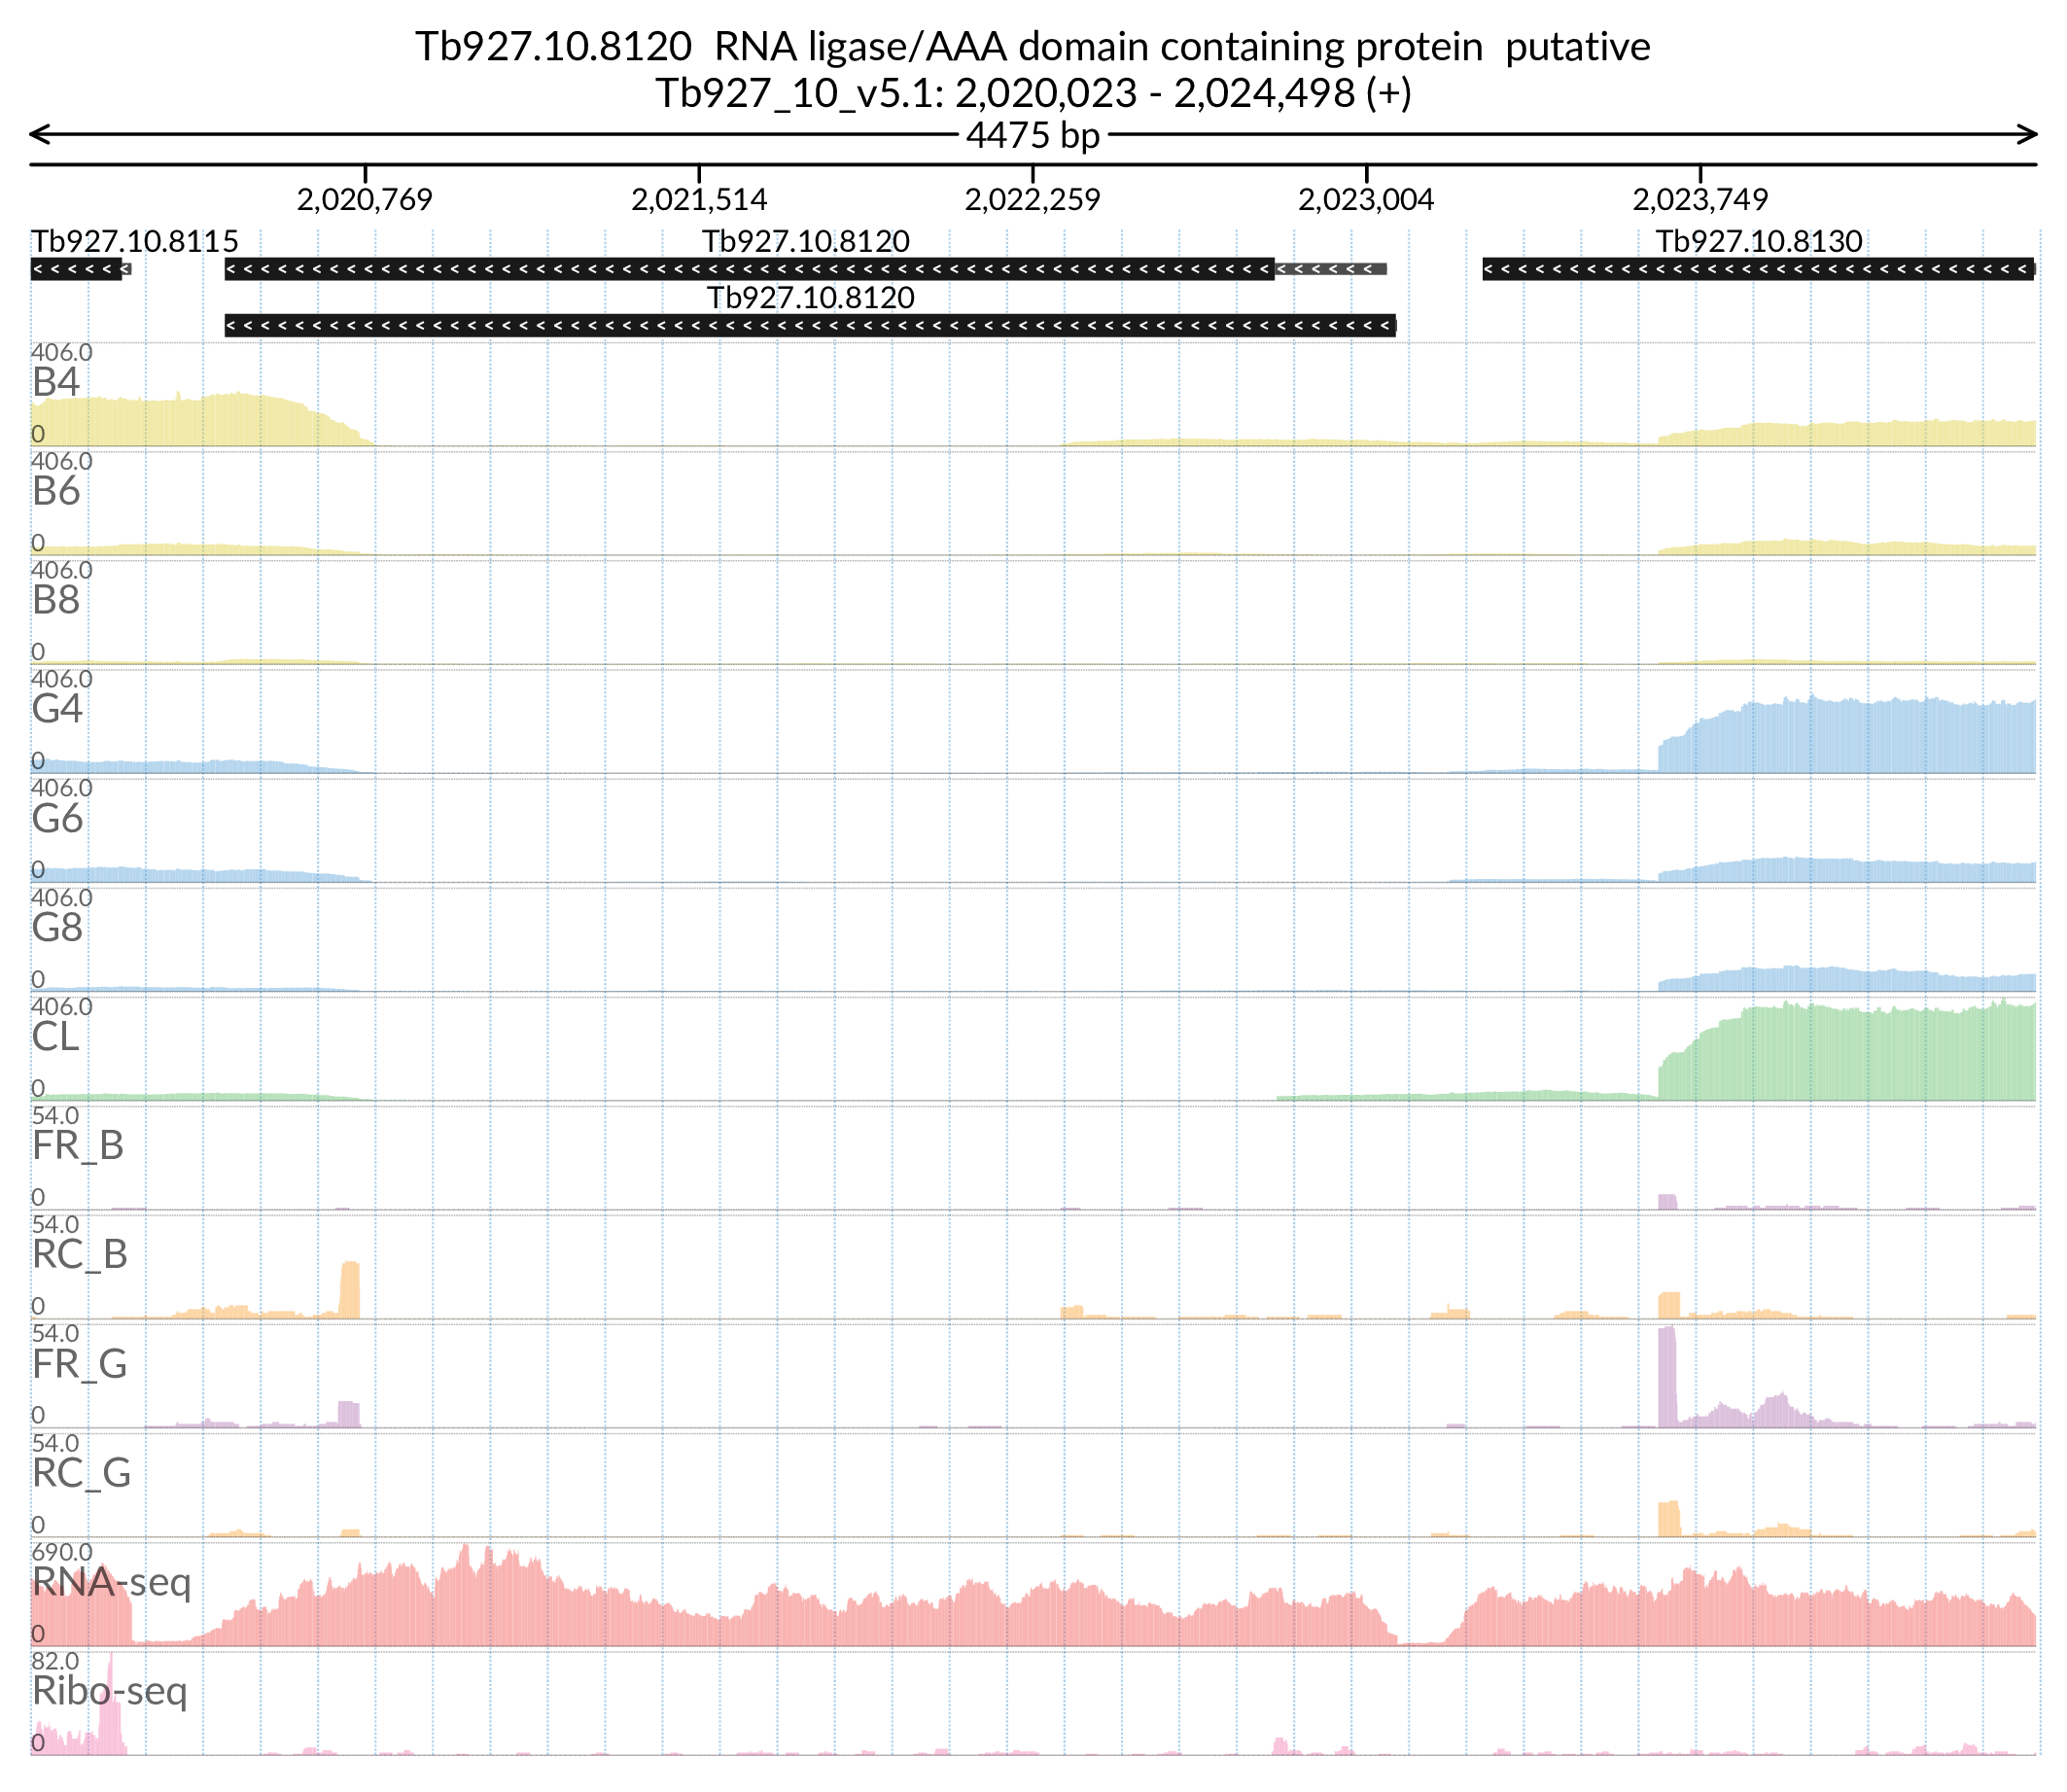 Tb927.10.8120  RNA ligase/AAA domain containing protein  putative
Tb927_10_v5.1: 2,020,023 - 2,024,498 (+)
4475 bp
2,020,769 2,021,514 2,022,259 2,023,004 2,023,749
Tb927.10.8115 Tb927.10.8120 Tb927.10.8130
Tb927.10.8120
406.0
B4
0
406.0
B6
0
406.0
B8
0
406.0
G4
0
406.0
G6
0
406.0
G8
0
406.0
CL
0
54.0
FR_B
0
54.0
RC_B
0
54.0
FR_G
0
54.0
RC_G
0
690.0
RNA-seq
0
82.0
Ribo-seq
0